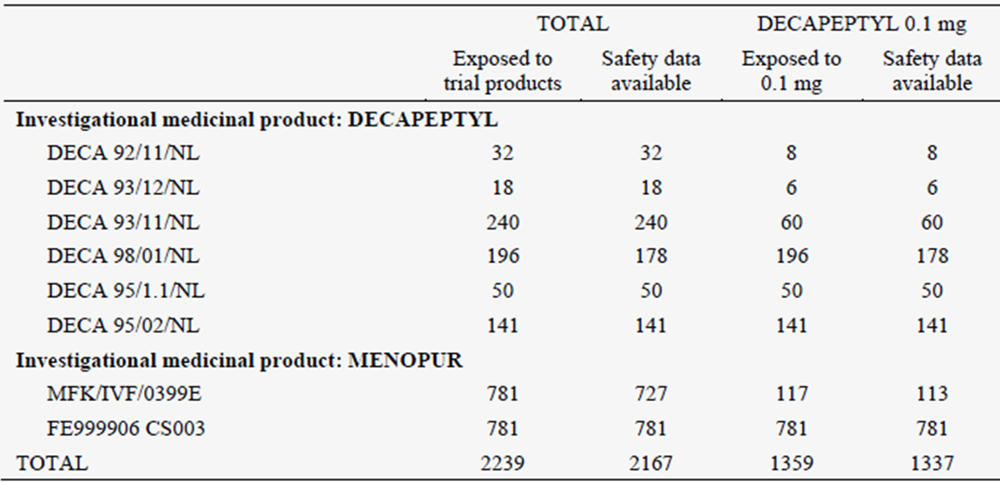 TOTAL DECAPEPTYL 0.1 mg
Exposed to trial products Safety data available Exposed to 0.1 mg Safety data available
Investigational medicinal product: DECAPEPTYL
DECA 92/11/NL 32 32 8 8
DECA 93/12/NL 18 18 6 6
DECA 93/11/NL 240 240 60 60
DECA 98/01/NL 196 178 196 178
DECA 95/1.1/NL 50 50 50 50
DECA 95/02/NL 141 141 141 141
Investigational medicinal product: MENOPUR
MFK/IVF/0399E 781 727 117 113
FE999906 CS003 781 781 781 781
TOTAL 2239 2167 1359 1337